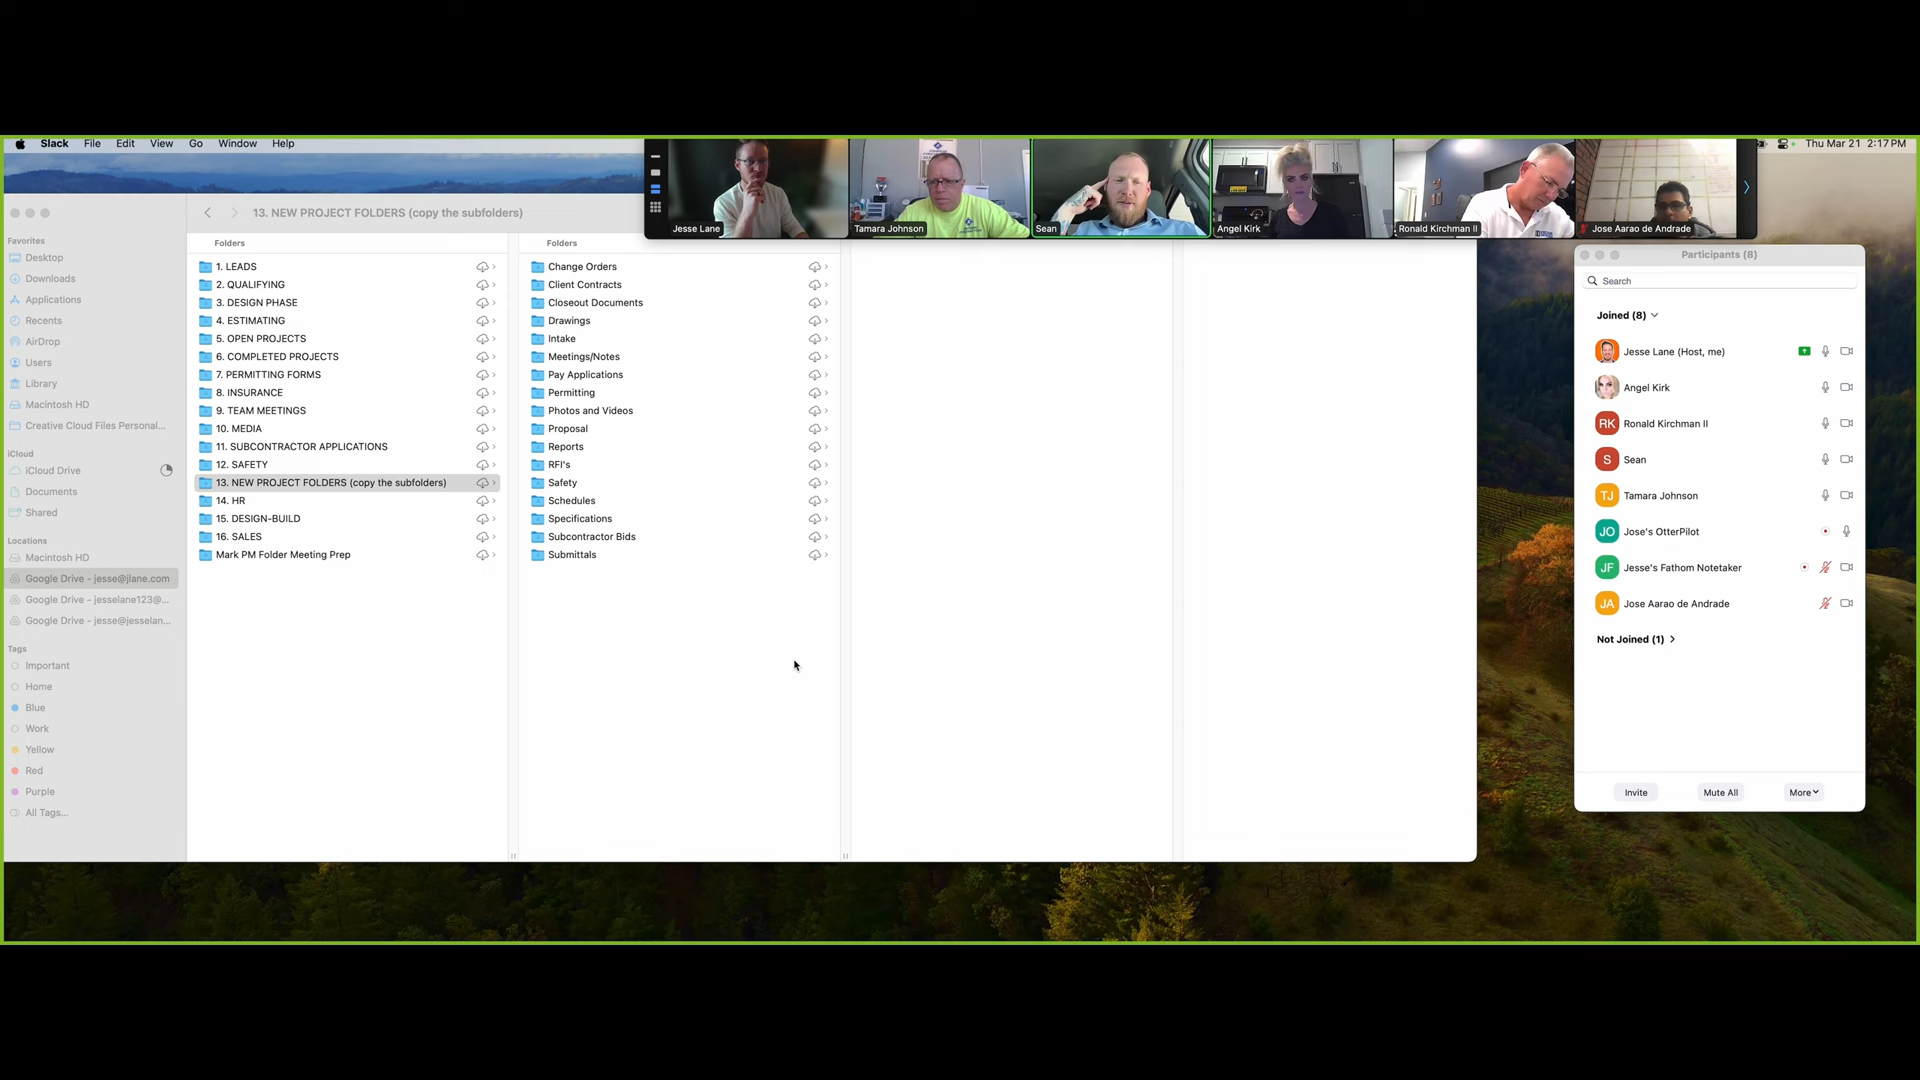 Slack File Edit View Go Window Help
Thu Mar 21 2:17 PM
Jesse Lane
Tamara Johnson
Sean
Angel Kirk
Ronald Kirchman II
Jose Aarao de Andrade
13. NEW PROJECT FOLDERS (copy the subfolders)
Favorites
Desktop
Downloads
Applications
Recents
AirDrop
Users
Library
Macintosh HD
Creative Cloud Files Personal...
iCloud
iCloud Drive
Documents
Shared
Locations
Macintosh HD
Google Drive - jesse@jlane.com
Google Drive - jesselane123@...
Google Drive - jesse@jesselan...
Tags
Important
Home
Blue
Work
Yellow
Red
Purple
All Tags...
Folders
1. LEADS
2. QUALIFYING
3. DESIGN PHASE
4. ESTIMATING
5. OPEN PROJECTS
6. COMPLETED PROJECTS
7. PERMITTING FORMS
8. INSURANCE
9. TEAM MEETINGS
10. MEDIA
11. SUBCONTRACTOR APPLICATIONS
12. SAFETY
13. NEW PROJECT FOLDERS (copy the subfolders)
14. HR
15. DESIGN-BUILD
16. SALES
Mark PM Folder Meeting Prep
Folders
Change Orders
Client Contracts
Closeout Documents
Drawings
Intake
Meetings/Notes
Pay Applications
Permitting
Photos and Videos
Proposal
Reports
RFI's
Safety
Schedules
Specifications
Subcontractor Bids
Submittals
Participants (8)
Search
Joined (8)
Jesse Lane (Host, me)
Angel Kirk
RK Ronald Kirchman II
S Sean
TJ Tamara Johnson
JO Jose's OtterPilot
JF Jesse's Fathom Notetaker
JA Jose Aarao de Andrade
Not Joined (1)
Invite Mute All More